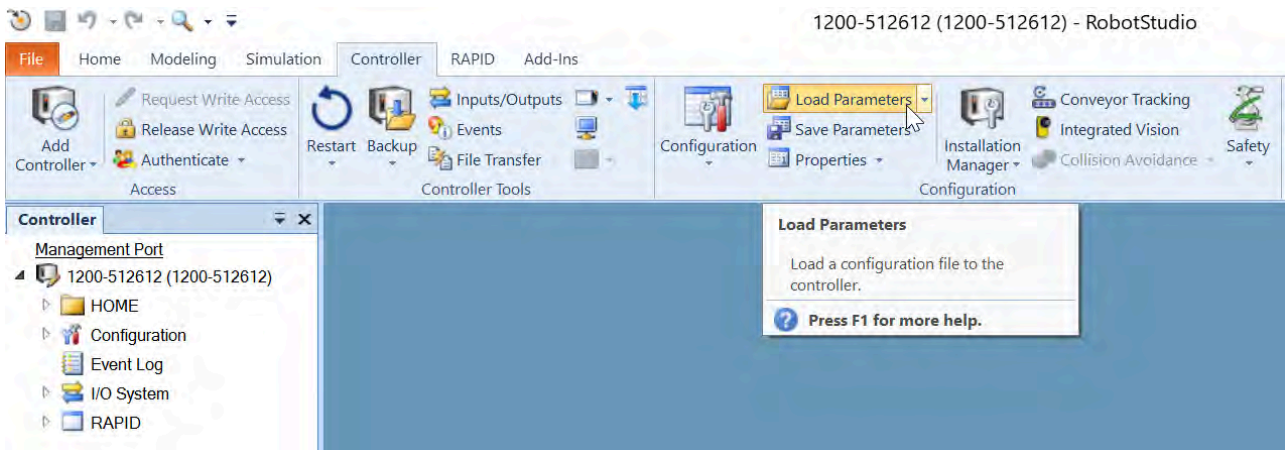 1200-512612 (1200-512612) - RobotStudio
File Home Modeling Simulation Controller RAPID Add-Ins
Add Controller
Request Write Access
Release Write Access
Authenticate
Access
Restart
Backup
Inputs/Outputs
Events
File Transfer
Controller Tools
Configuration
Load Parameters
Save Parameters
Properties
Installation Manager
Conveyor Tracking
Integrated Vision
Collision Avoidance
Configuration
Safety
Controller
Management Port
1200-512612 (1200-512612)
HOME
Configuration
Event Log
I/O System
RAPID
Load Parameters
Load a configuration file to the
controller.
Press F1 for more help.